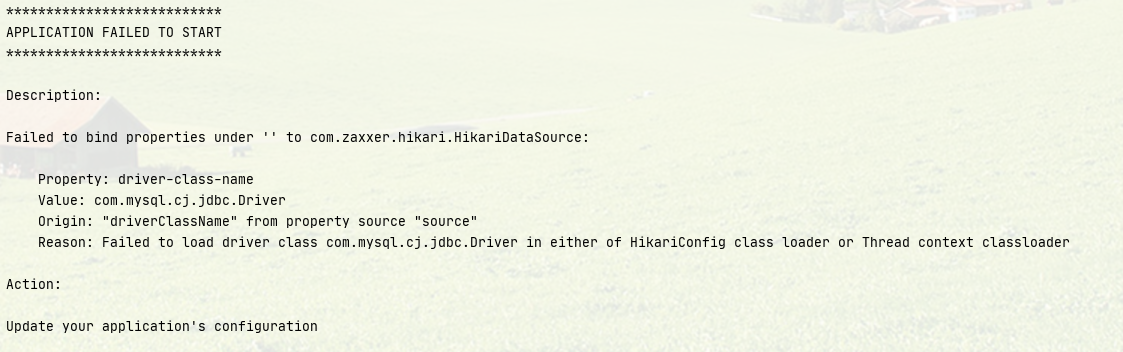 ***************************
APPLICATION FAILED TO START
***************************
Description:
Failed to bind properties under '' to com.zaxxer.hikari.HikariDataSource:
Property: driver-class-name
Value: com.mysql.cj.jdbc.Driver
Origin: "driverClassName" from property source "source"
Reason: Failed to load driver class com.mysql.cj.jdbc.Driver in either of HikariConfig class loader or Thread context classloader
Action:
Update your application's configuration